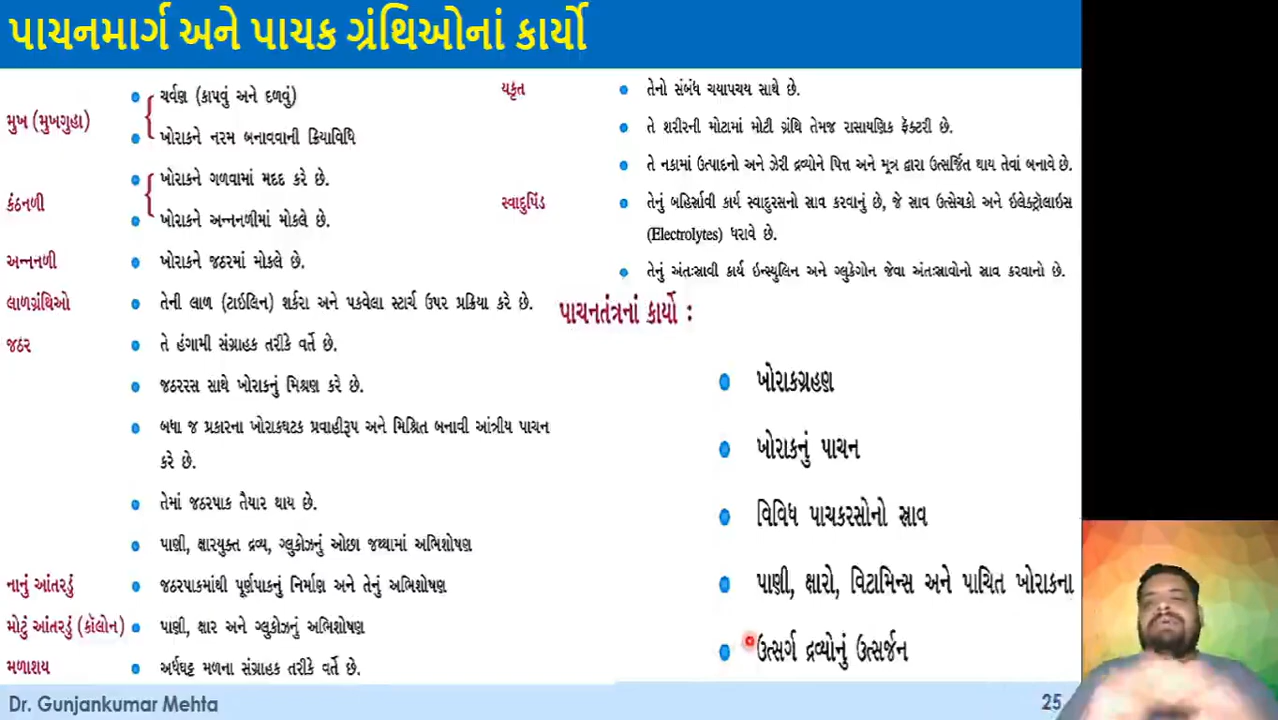 પાચનમાર્ગ અને પાચક ગ્રંથિઓનાં કાર્યો
મુખ (મુખગુહા)
ચર્વણ (કાપવું અને દળવું)
ખોરાકને નરમ બનાવવાની ક્રિયાવિધિ
કંઠનળી
ખોરાકને ગળવામાં મદદ કરે છે.
ખોરાકને અન્નનળીમાં મોકલે છે.
અન્નનળી
ખોરાકને જઠરમાં મોકલે છે.
લાળગ્રંથિઓ
તેની લાળ (ટાઇલિન) શર્કરા અને પકવેલા સ્ટાર્ચ ઉપર પ્રક્રિયા કરે છે.
જઠર
તે હંગામી સંગ્રાહક તરીકે વર્તે છે.
જઠરરસ સાથે ખોરાકનું મિશ્રણ કરે છે.
બધા જ પ્રકારના ખોરાકઘટક પ્રવાહીરૂપ અને મિશ્રિત બનાવી આંત્રીય પાચન
કરે છે.
તેમાં જઠરપાક તૈયાર થાય છે.
પાણી, ક્ષારયુક્ત દ્રવ્ય, ગ્લુકોઝનું ઓછા જથ્થામાં અભિશોષણ
નાનું આંતરડું
જઠરપાકમાંથી પૂર્ણપાકનું નિર્માણ અને તેનું અભિશોષણ
મોટું આંતરડું (કૉલોન)
પાણી, ક્ષાર અને ગ્લુકોઝનું અભિશોષણ
મળાશય
અર્ધઘટ્ટ મળના સંગ્રાહક તરીકે વર્તે છે.
યકૃત
તેનો સંબંધ ચયાપચય સાથે છે.
તે શરીરની મોટામાં મોટી ગ્રંથિ તેમજ રાસાયણિક ફૅક્ટરી છે.
તે નકામાં ઉત્પાદનો અને ઝેરી દ્રવ્યોને પિત્ત અને મૂત્ર દ્વારા ઉત્સર્જિત થાય તેવાં બનાવે છે.
સ્વાદુપિંડ
તેનું બહિર્સ્રાવી કાર્ય સ્વાદુરસનો સ્રાવ કરવાનું છે, જે સ્રાવ ઉત્સેચકો અને ઇલેક્ટ્રૉલાઇસ
(Electrolytes) ધરાવે છે.
તેનું અંતઃસ્રાવી કાર્ય ઇન્સ્યુલિન અને ગ્લુકેગોન જેવા અંતઃસ્રાવોનો સ્રાવ કરવાનો છે.
પાચનતંત્રનાં કાર્યો :
ખોરાકગ્રહણ
ખોરાકનું પાચન
વિવિધ પાચકરસોનો સ્રાવ
પાણી, ક્ષારો, વિટામિન્સ અને પાચિત ખોરાકના
ઉત્સર્ગ દ્રવ્યોનું ઉત્સર્જન
Dr. Gunjankumar Mehta
25